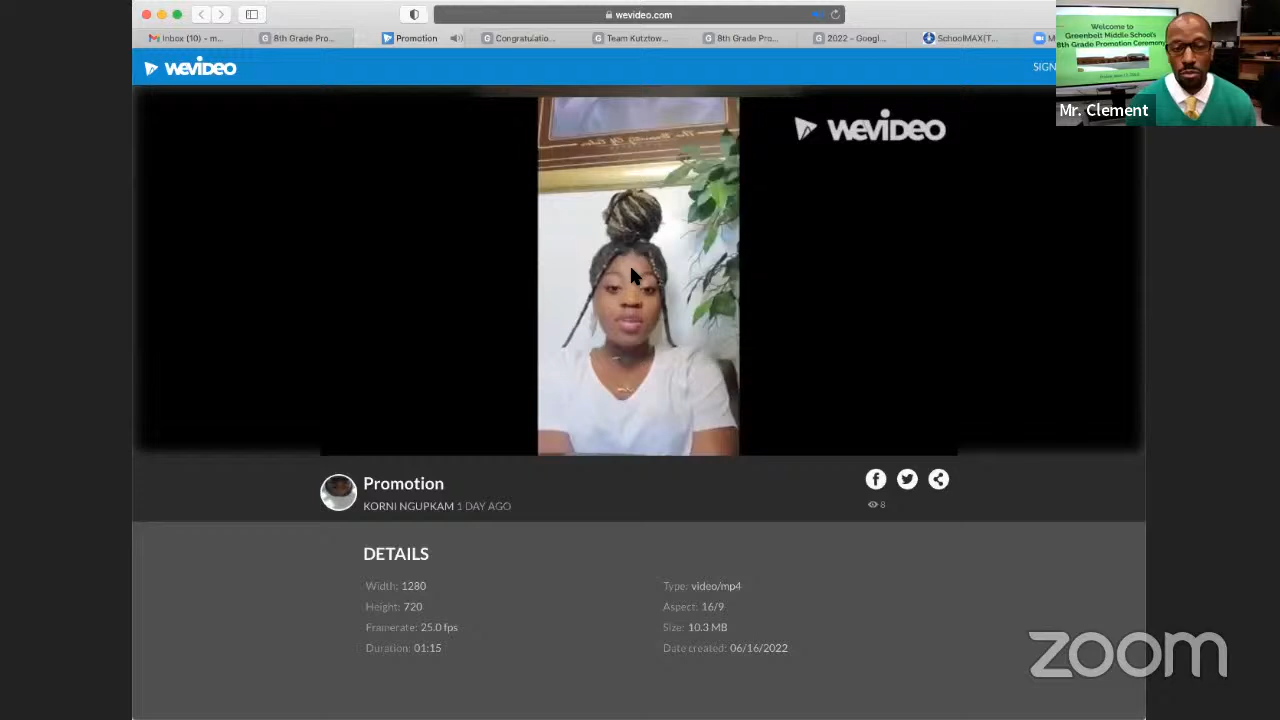 wevideo.com
Inbox (10) – m...
8th Grade Pro...
Promotion
Congratulatio...
Team Kutztow...
8th Grade Pro...
2022 - Googl...
SchoolMAX(T...
M
WEVIDEO
SIGN
Welcome to
Greenbelt Middle School's
8th Grade Promotion Ceremony
Mr. Clement
WEVIDEO
Promotion
KORNI NGUPKAM 1 DAY AGO
8
DETAILS
Width: 1280
Type: video/mp4
Height: 720
Aspect: 16/9
Framerate: 25.0 fps
Size: 10.3 MB
Duration: 01:15
Date created: 06/16/2022
zoom